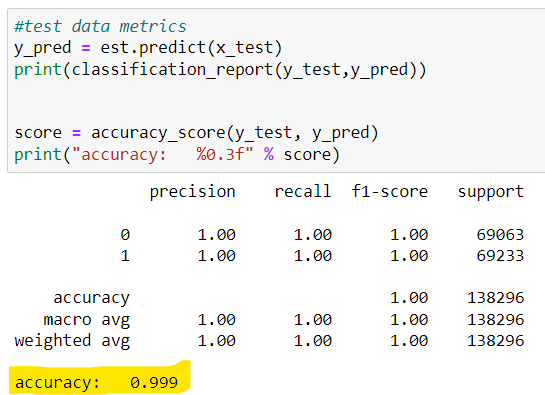 #test data metrics
y_pred = est.predict(x_test)
print(classification_report(y_test,y_pred))
score = accuracy_score(y_test, y_pred)
print("accuracy:   %0.3f" % score)
precision    recall  f1-score   support
0       1.00      1.00      1.00     69063
1       1.00      1.00      1.00     69233
accuracy                           1.00    138296
macro avg       1.00      1.00      1.00    138296
weighted avg       1.00      1.00      1.00    138296
accuracy:   0.999